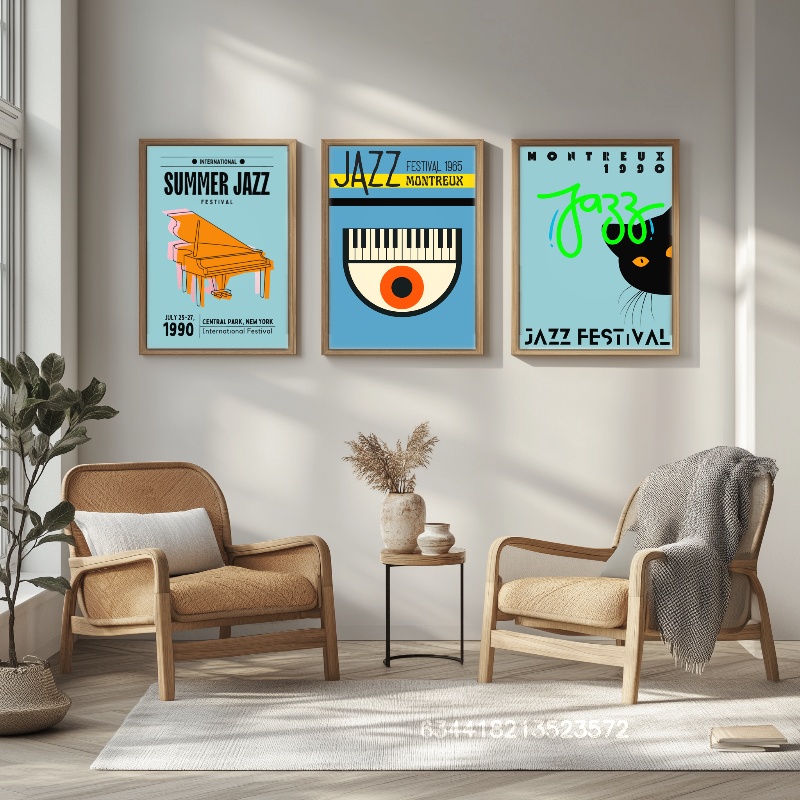 INTERNATIONAL
SUMMER JAZZ
FESTIVAL
JULY 25-27,
1990
CENTRAL PARK, NEW YORK
International Festival
JAZZ FESTIVAL 1965
MONTREUX
MONTREUX
1990
Jazz
JAZZ FESTIVAL
634418213523572